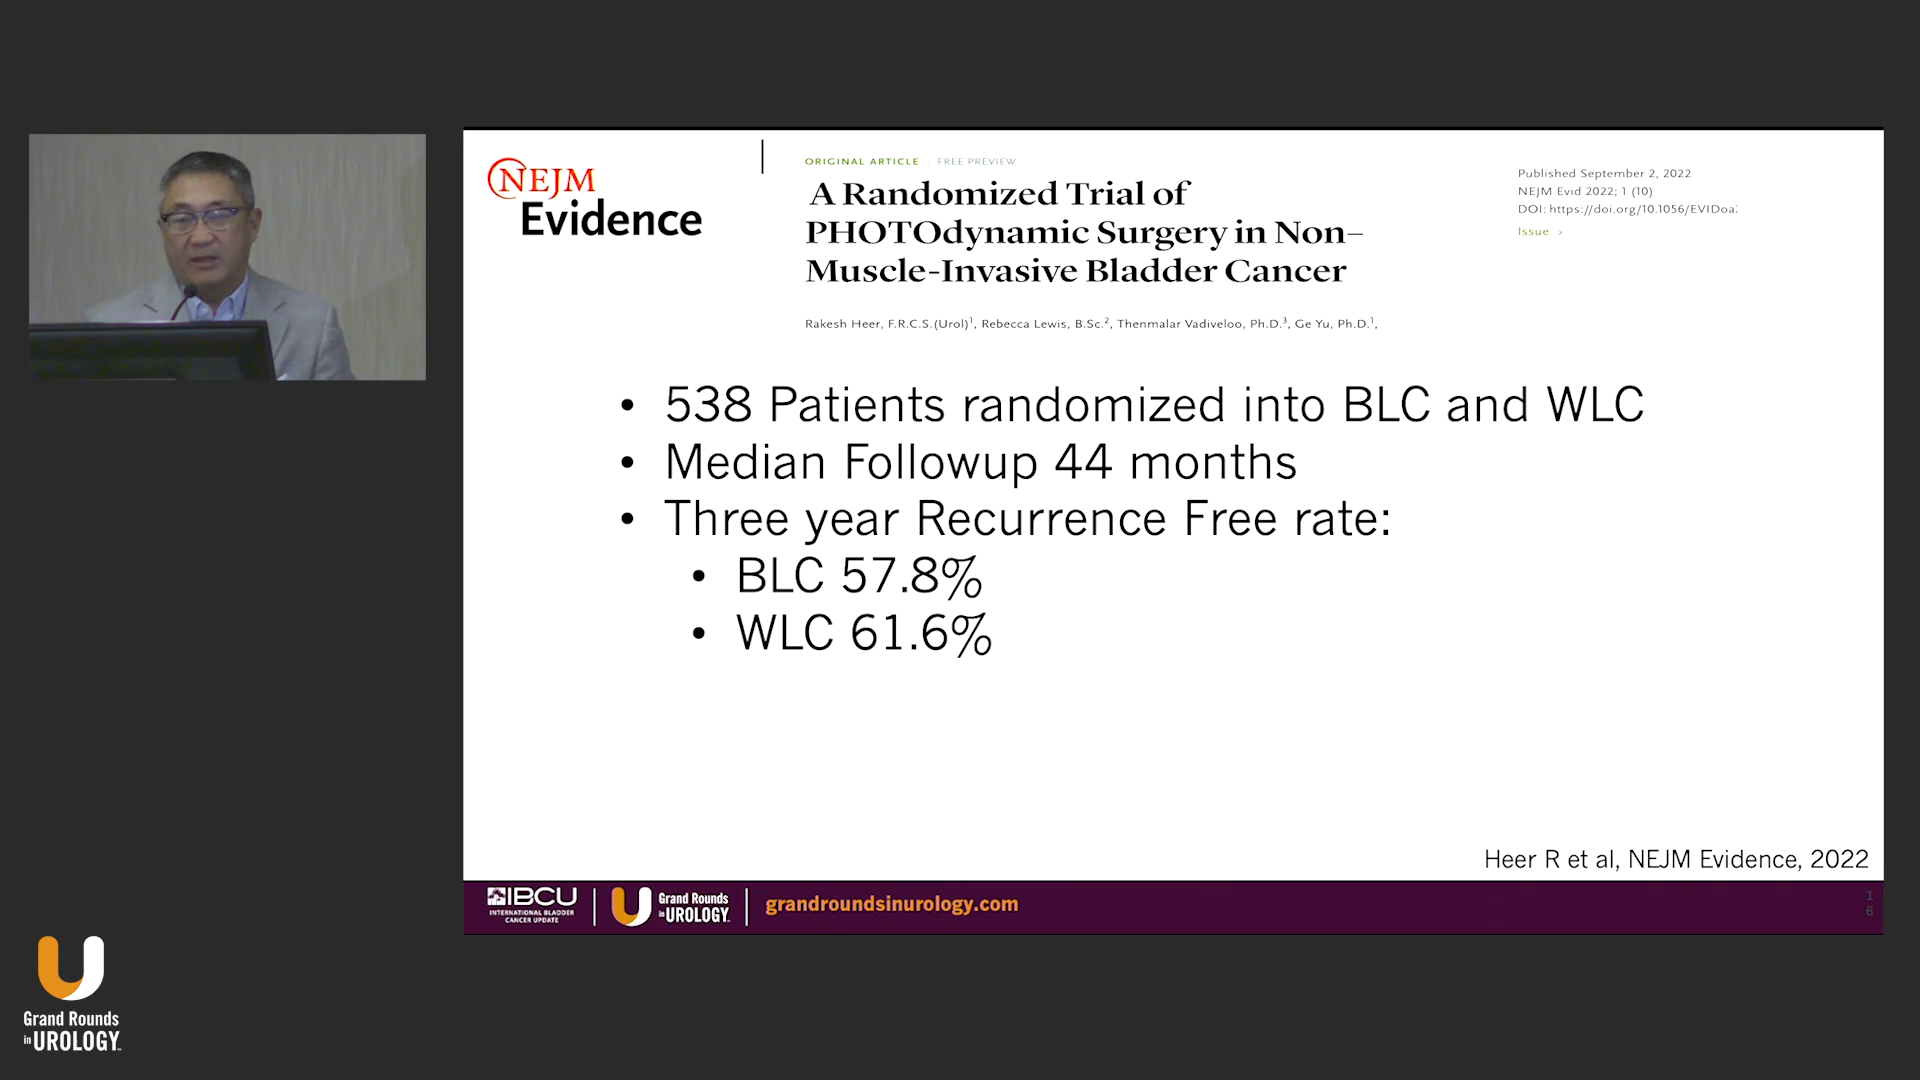 NEJM
Evidence
ORIGINAL ARTICLE FREE PREVIEW
A Randomized Trial of
PHOTOdynamic Surgery in Non–
Muscle-Invasive Bladder Cancer
Rakesh Heer, F.R.C.S.(Urol)¹, Rebecca Lewis, B.Sc.², Thenmalar Vadiveloo, Ph.D.³, Ge Yu, Ph.D.¹,
Published September 2, 2022
NEJM Evid 2022; 1 (10)
DOI: https://doi.org/10.1056/EVIDoa
Issue >
• 538 Patients randomized into BLC and WLC
• Median Followup 44 months
• Three year Recurrence Free rate:
• BLC 57.8%
• WLC 61.6%
Heer R et al, NEJM Evidence, 2022
IBCU
INTERNATIONAL BLADDER
CANCER UPDATE
Grand Rounds
in UROLOGY
grandroundsinurology.com
1
6
Grand Rounds
in UROLOGY